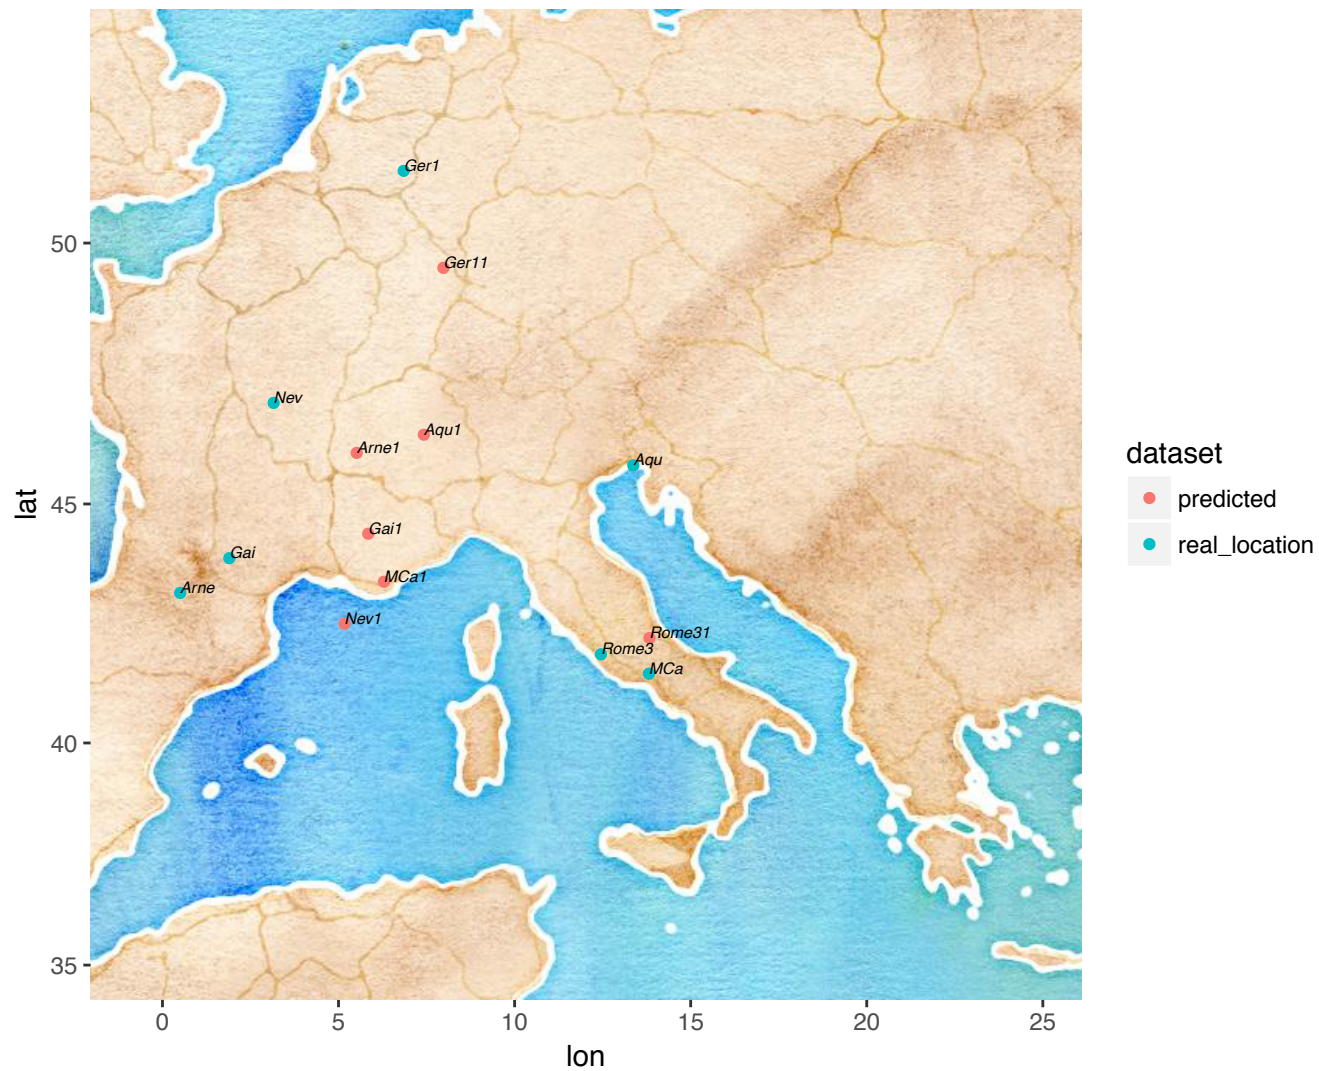 Ger1
50
Ger11
Nev
Aqu1
Arne1
Aqu
dataset
predicted
real_location
lat
45
Gai1
Gai
MCa1
Arne
Nev1
Rome31
Rome3
MCa
40
35
0 5 10 15 20 25
lon